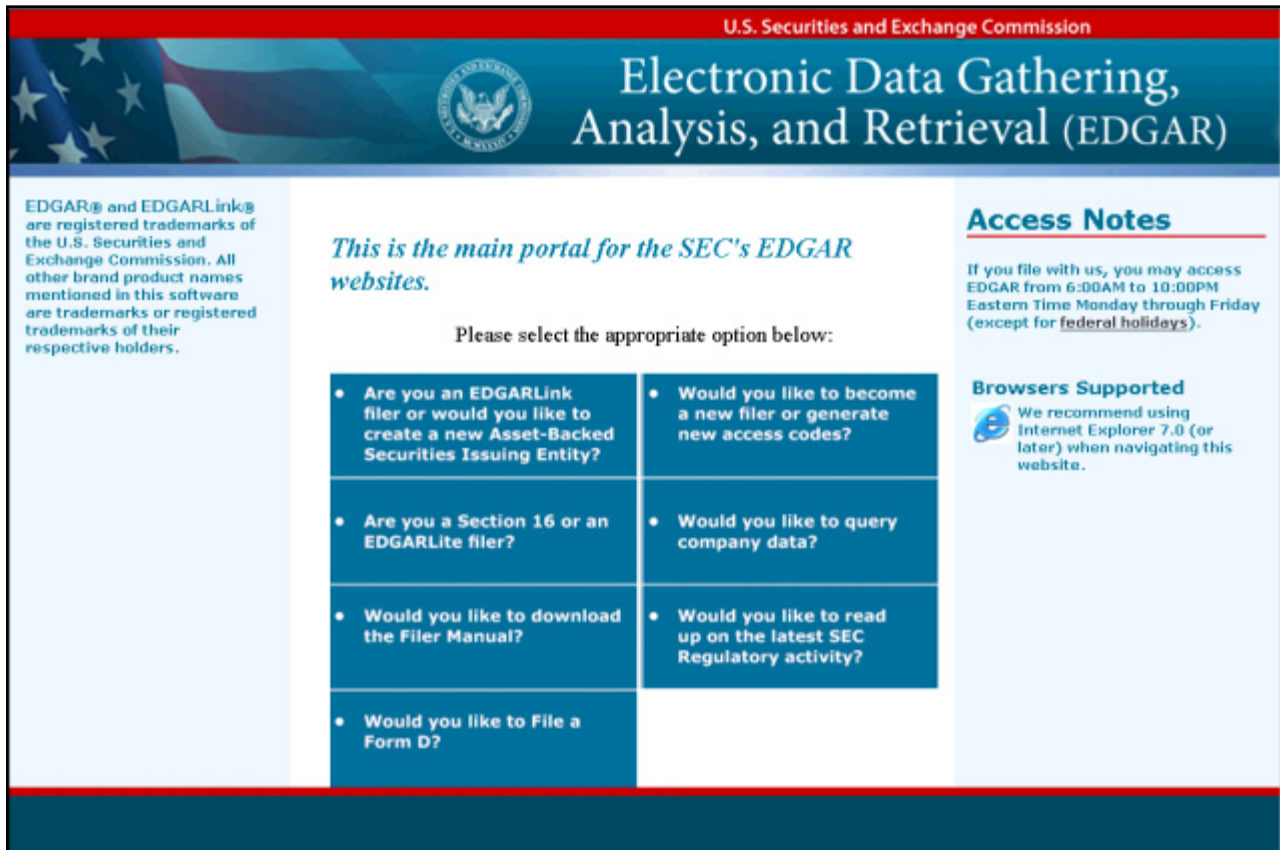 U.S. Securities and Exchange Commission
Electronic Data Gathering,
Analysis, and Retrieval (EDGAR)
EDGAR® and EDGARLink®
are registered trademarks of
the U.S. Securities and
Exchange Commission. All
other brand product names
mentioned in this software
are trademarks or registered
trademarks of their
respective holders.
This is the main portal for the SEC's EDGAR
websites.
Please select the appropriate option below:
• Are you an EDGARLink
filer or would you like to
create a new Asset-Backed
Securities Issuing Entity?
• Would you like to become
a new filer or generate
new access codes?
• Are you a Section 16 or an
EDGARLite filer?
• Would you like to query
company data?
• Would you like to download
the Filer Manual?
• Would you like to read
up on the latest SEC
Regulatory activity?
• Would you like to File a
Form D?
Access Notes
If you file with us, you may access
EDGAR from 6:00AM to 10:00PM
Eastern Time Monday through Friday
(except for federal holidays).
Browsers Supported
We recommend using
Internet Explorer 7.0 (or
later) when navigating this
website.